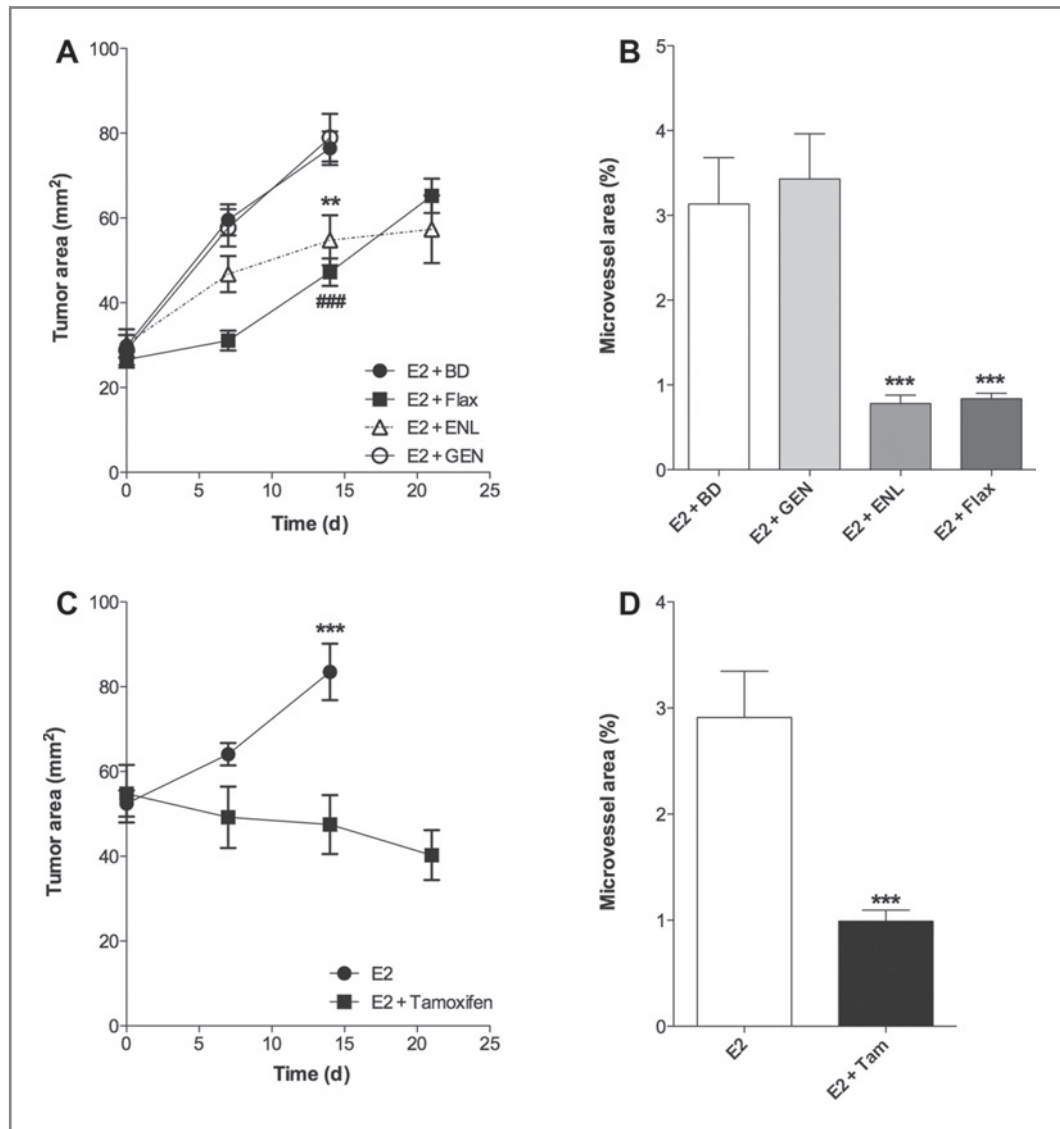 A
100
80
60
40
20
0
Tumor area (mm²)
**
###
E2 + BD
E2 + Flax
E2 + ENL
E2 + GEN
0 5 10 15 20 25
Time (d)
B
5
4
3
2
1
0
Microvessel area (%)
*** ***
E2 + BD E2 + GEN E2 + ENL E2 + Flax
C
100
80
60
40
20
0
Tumor area (mm²)
***
E2
E2 + Tamoxifen
0 5 10 15 20 25
Time (d)
D
4
3
2
1
0
Microvessel area (%)
***
E2 E2 + Tam